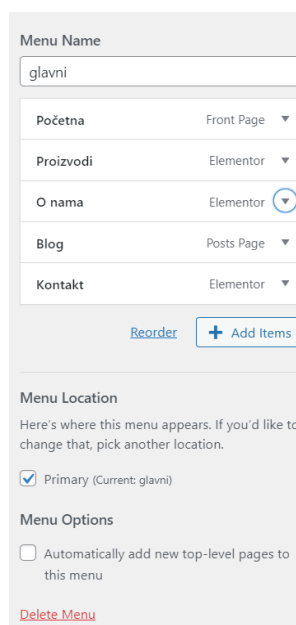 Menu Name
glavni
Početna Front Page
Proizvodi Elementor
O nama Elementor
Blog Posts Page
Kontakt Elementor
Reorder Add Items
Menu Location
Here's where this menu appears. If you'd like to
change that, pick another location.
Primary (Current: glavni)
Menu Options
Automatically add new top-level pages to
this menu
Delete Menu